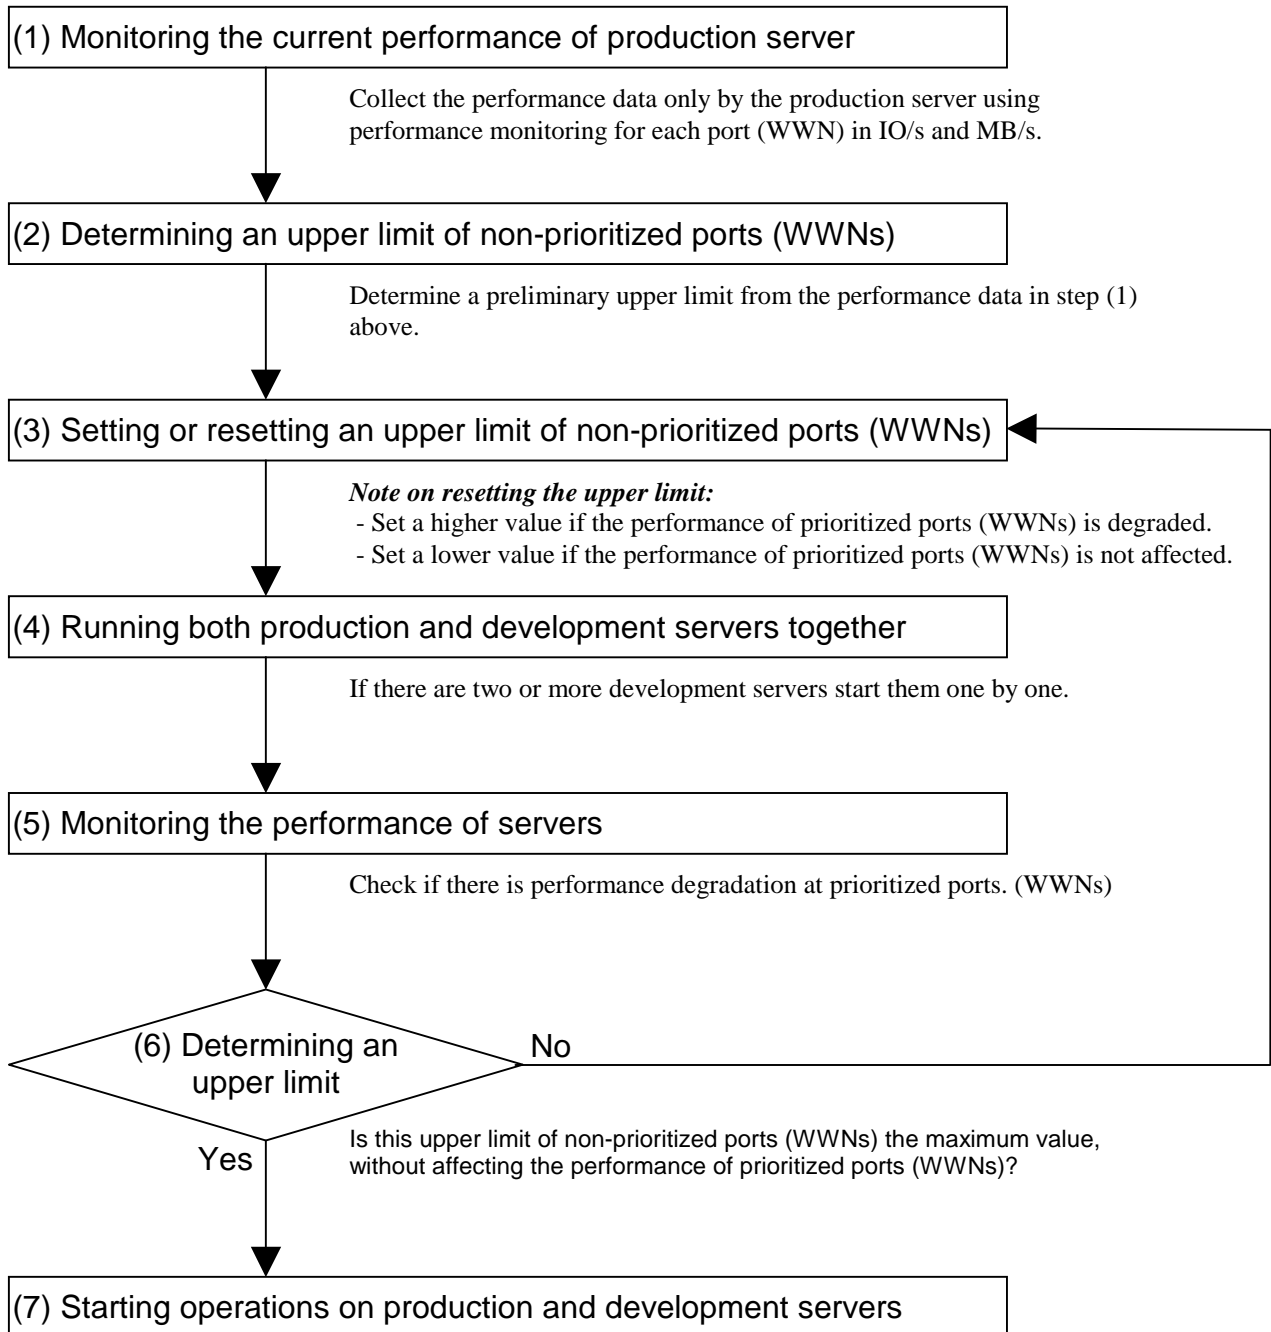 (1) Monitoring the current performance of production server
Collect the performance data only by the production server using
performance monitoring for each port (WWN) in IO/s and MB/s.
(2) Determining an upper limit of non-prioritized ports (WWNs)
Determine a preliminary upper limit from the performance data in step (1)
above.
(3) Setting or resetting an upper limit of non-prioritized ports (WWNs)
Note on resetting the upper limit:
- Set a higher value if the performance of prioritized ports (WWNs) is degraded.
- Set a lower value if the performance of prioritized ports (WWNs) is not affected.
(4) Running both production and development servers together
If there are two or more development servers start them one by one.
(5) Monitoring the performance of servers
Check if there is performance degradation at prioritized ports. (WWNs)
(6) Determining an
upper limit
No
Yes
Is this upper limit of non-prioritized ports (WWNs) the maximum value,
without affecting the performance of prioritized ports (WWNs)?
(7) Starting operations on production and development servers